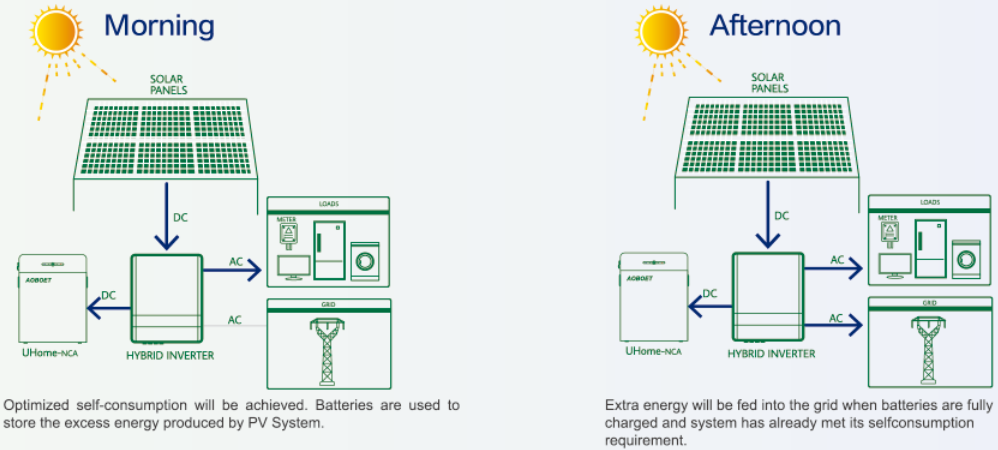 Morning
SOLAR
PANELS
DC
LOADS
METER
AC
AOBOET
DC
UHome-NCA
HYBRID INVERTER
AC
GRID
Optimized self-consumption will be achieved. Batteries are used to
store the excess energy produced by PV System.
Afternoon
SOLAR
PANELS
DC
LOADS
METER
AC
AOBOET
DC
UHome-NCA
HYBRID INVERTER
AC
GRID
Extra energy will be fed into the grid when batteries are fully
charged and system has already met its selfconsumption
requirement.